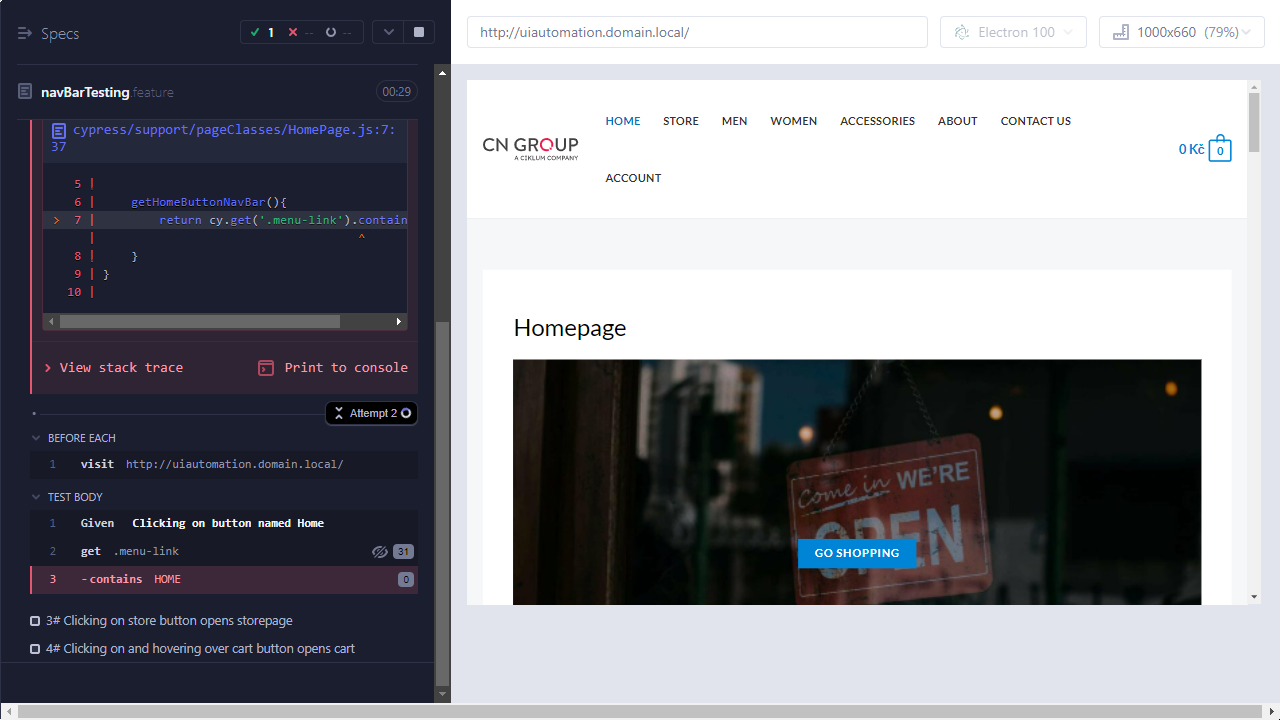 Specs
1
--
--
http://uiautomation.domain.local/
Electron 100
1000x660 (79%)
navBarTesting.feature
00:29
cypress/support/pageClasses/HomePage.js:7:
37
5 |
6 | getHomeButtonNavBar(){
> 7 | return cy.get('.menu-link').contain
| ^
8 | }
9 | }
10 |
View stack trace
Print to console
Attempt 2
BEFORE EACH
1 visit http://uiautomation.domain.local/
TEST BODY
1 Given Clicking on button named Home
2 get .menu-link 31
3 -contains HOME 0
3# Clicking on store button opens storepage
4# Clicking on and hovering over cart button opens cart
CN GROUP
A CIKLUM COMPANY
HOME STORE MEN WOMEN ACCESSORIES ABOUT CONTACT US
ACCOUNT
0 Kč 0
Homepage
Come in WE'RE
OPEN
GO SHOPPING